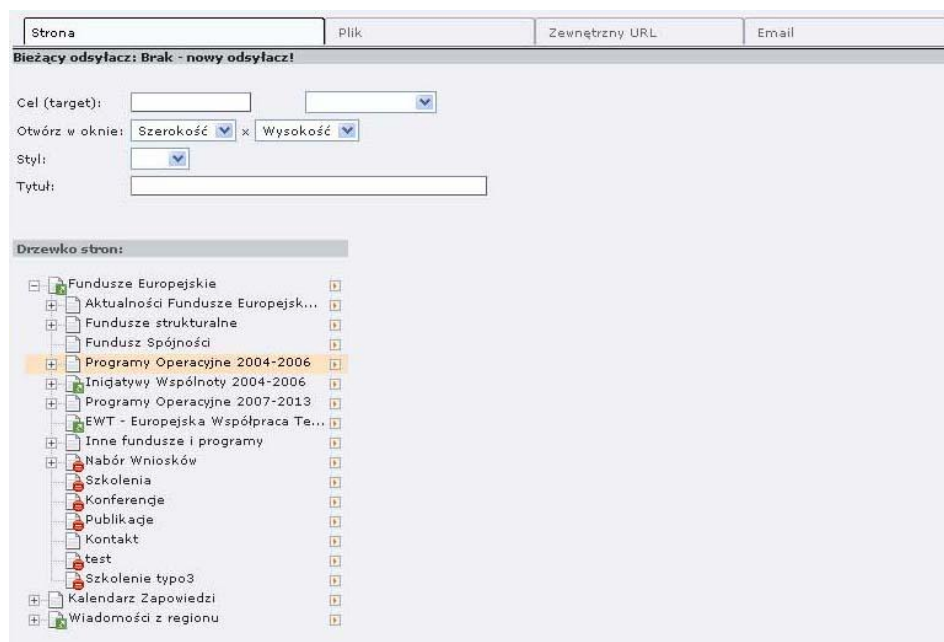 Strona Plik Zewnętrzny URL Email
Bieżący odsyłacz: Brak - nowy odsyłacz!
Cel (target):
Otwórz w oknie: Szerokość x Wysokość
Styl:
Tytuł:
Drzewko stron:
Fundusze Europejskie
Aktualności Fundusze Europejsk...
Fundusze strukturalne
Fundusz Spójności
Programy Operacyjne 2004-2006
Inicjatywy Wspólnoty 2004-2006
Programy Operacyjne 2007-2013
EWT - Europejska Współpraca Te...
Inne fundusze i programy
Nabór Wniosków
Szkolenia
Konferencje
Publikacje
Kontakt
test
Szkolenie typo3
Kalendarz Zapowiedzi
Wiadomości z regionu